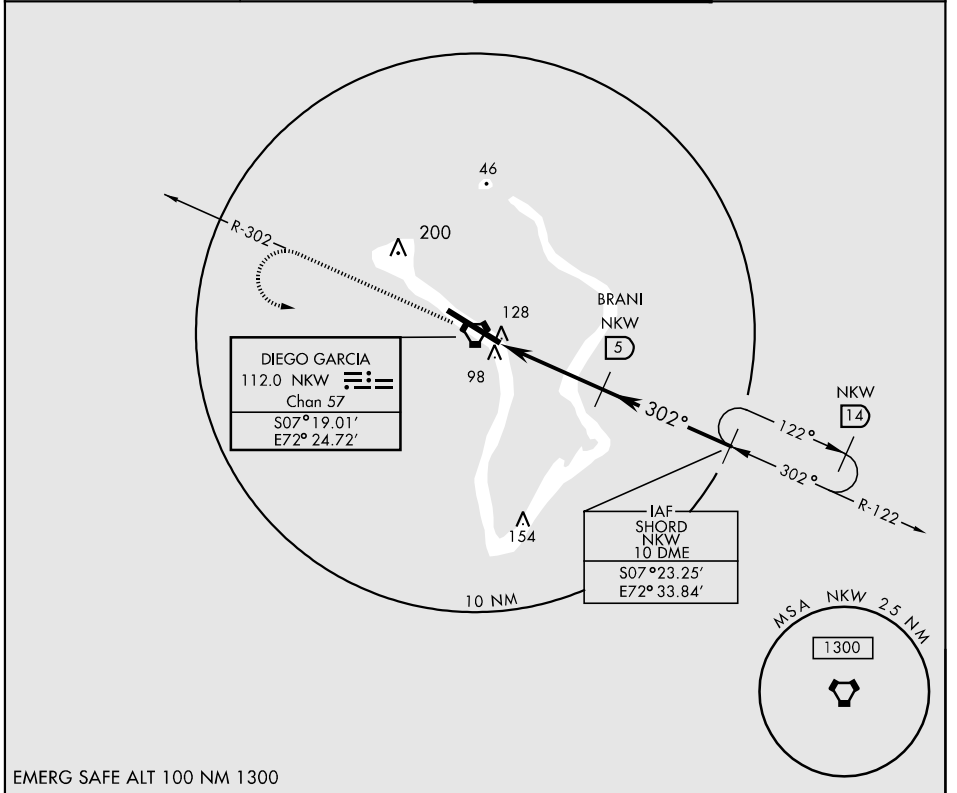 46
R-302
200
BRANI
NKW
5
128
98
DIEGO GARCIA
112.0 NKW
Chan 57
S07° 19.01'
E72° 24.72'
302°
NKW
14
122°
302°
R-122
154
IAF
SHORD
NKW
10 DME
S07° 23.25'
E72° 33.84'
10 NM
MSA NKW 25 NM
1300
EMERG SAFE ALT 100 NM 1300